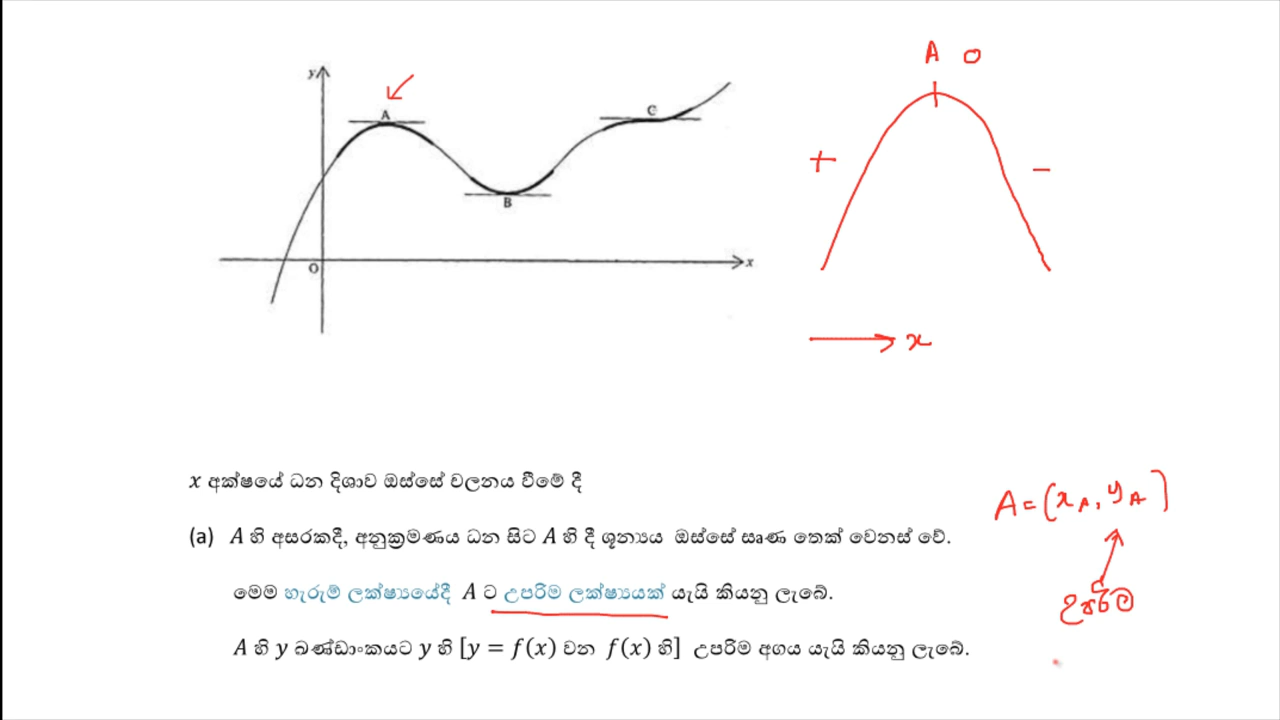 y
A
C
B
O
x
A O
+
−
x
x අක්ෂයේ ධන දිශාව ඔස්සේ චලනය වීමේ දී
(a) A හි අසරකදී, අනුක්‍රමණය ධන සිට A හි දී ශූන්‍යය ඔස්සේ සෘණ තෙක් වෙනස් වේ.
මෙම හැරුම් ලක්ෂ්‍යයේදී A ට උපරිම ලක්ෂ්‍යයක් යැයි කියනු ලැබේ.
A හි y ඛණ්ඩාංකයට y හි [y = f(x) වන f(x) හි] උපරිම අගය යැයි කියනු ලැබේ.
A = (x_A, y_A)
උපරිම